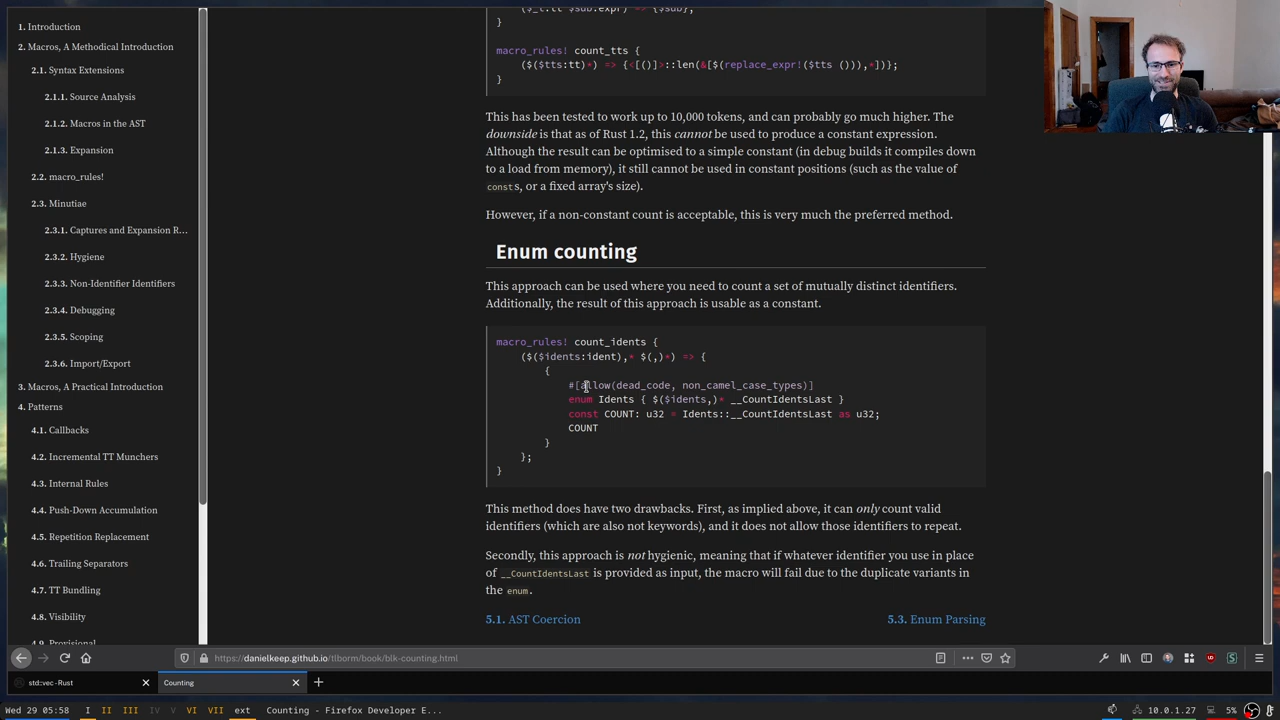 1. Introduction
2. Macros, A Methodical Introduction
2.1. Syntax Extensions
2.1.1. Source Analysis
2.1.2. Macros in the AST
2.1.3. Expansion
2.2. macro_rules!
2.3. Minutiae
2.3.1. Captures and Expansion R...
2.3.2. Hygiene
2.3.3. Non-Identifier Identifiers
2.3.4. Debugging
2.3.5. Scoping
2.3.6. Import/Export
3. Macros, A Practical Introduction
4. Patterns
4.1. Callbacks
4.2. Incremental TT Munchers
4.3. Internal Rules
4.4. Push-Down Accumulation
4.5. Repetition Replacement
4.6. Trailing Separators
4.7. TT Bundling
4.8. Visibility
4.9. Provisional
($_t:tt $sub:expr) => {$sub};
}
macro_rules! count_tts {
($($tts:tt)*) => {<[()]>::len(&[$(replace_expr!($tts ())),*])};
}
This has been tested to work up to 10,000 tokens, and can probably go much higher. The
downside is that as of Rust 1.2, this cannot be used to produce a constant expression.
Although the result can be optimised to a simple constant (in debug builds it compiles down
to a load from memory), it still cannot be used in constant positions (such as the value of
consts, or a fixed array's size).
However, if a non-constant count is acceptable, this is very much the preferred method.
Enum counting
This approach can be used where you need to count a set of mutually distinct identifiers.
Additionally, the result of this approach is usable as a constant.
macro_rules! count_idents {
($($idents:ident),* $(,)*) => {
{
#[allow(dead_code, non_camel_case_types)]
enum Idents { $($idents,)* __CountIdentsLast }
const COUNT: u32 = Idents::__CountIdentsLast as u32;
COUNT
}
};
}
This method does have two drawbacks. First, as implied above, it can only count valid
identifiers (which are also not keywords), and it does not allow those identifiers to repeat.
Secondly, this approach is not hygienic, meaning that if whatever identifier you use in place
of __CountIdentsLast is provided as input, the macro will fail due to the duplicate variants in
the enum.
5.1. AST Coercion
5.3. Enum Parsing
https://danielkeep.github.io/tlborm/book/blk-counting.html
std::vec - Rust
Counting
Wed 29 05:58 I II III IV V VI VII ext Counting - Firefox Developer E...
10.0.1.27
5%